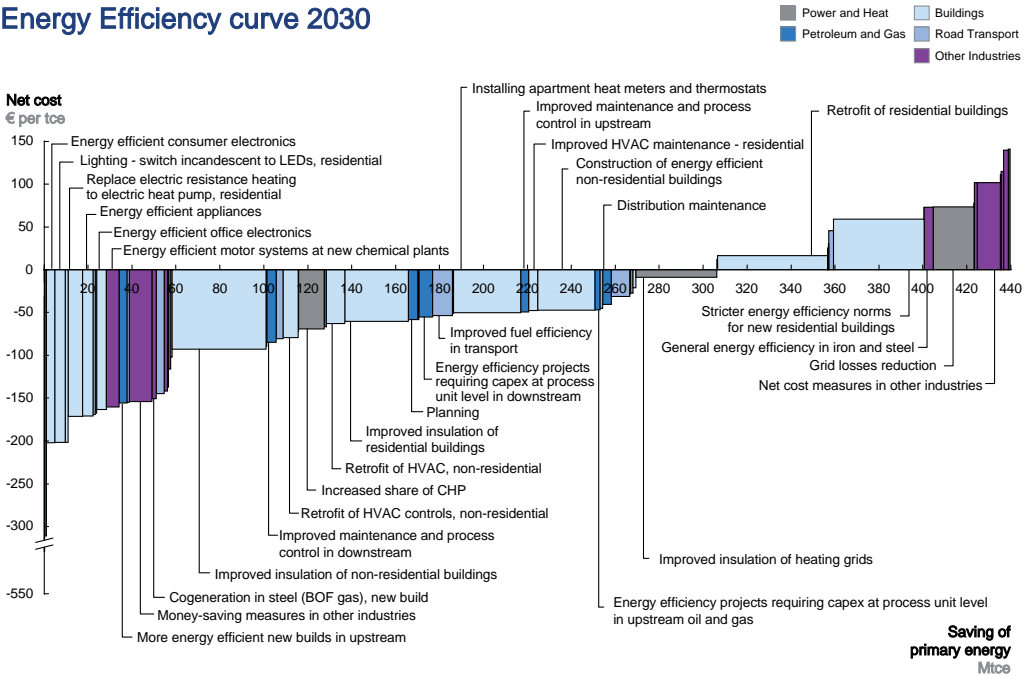 Energy Efficiency curve 2030
Power and Heat
Buildings
Petroleum and Gas
Road Transport
Other Industries
Net cost
€ per tce
Installing apartment heat meters and thermostats
Improved maintenance and process
control in upstream
Retrofit of residential buildings
Improved HVAC maintenance - residential
Construction of energy efficient
non-residential buildings
Distribution maintenance
Energy efficient consumer electronics
Lighting - switch incandescent to LEDs, residential
Replace electric resistance heating
to electric heat pump, residential
Energy efficient appliances
Energy efficient office electronics
Energy efficient motor systems at new chemical plants
150
100
50
0
-50
-100
-150
-200
-250
-300
-550
20 40 60 80 100 120 140 160 180 200 220 240 260 280 300 320 340 360 380 400 420 440
Stricter energy efficiency norms
for new residential buildings
General energy efficiency in iron and steel
Grid losses reduction
Net cost measures in other industries
Improved fuel efficiency
in transport
Energy efficiency projects
requiring capex at process
unit level in downstream
Planning
Improved insulation of
residential buildings
Retrofit of HVAC, non-residential
Increased share of CHP
Retrofit of HVAC controls, non-residential
Improved maintenance and process
control in downstream
Improved insulation of non-residential buildings
Cogeneration in steel (BOF gas), new build
Money-saving measures in other industries
More energy efficient new builds in upstream
Improved insulation of heating grids
Energy efficiency projects requiring capex at process unit level
in upstream oil and gas
Saving of
primary energy
Mtce